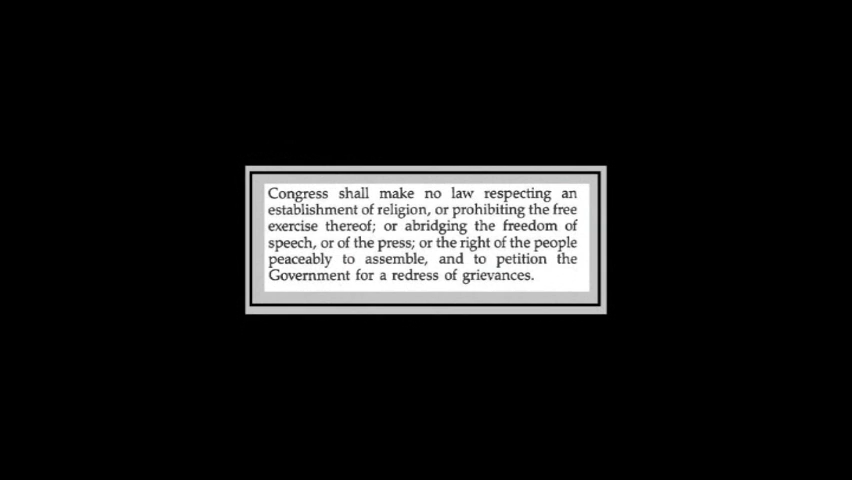 Congress shall make no law respecting an
establishment of religion, or prohibiting the free
exercise thereof; or abridging the freedom of
speech, or of the press; or the right of the people
peaceably to assemble, and to petition the
Government for a redress of grievances.